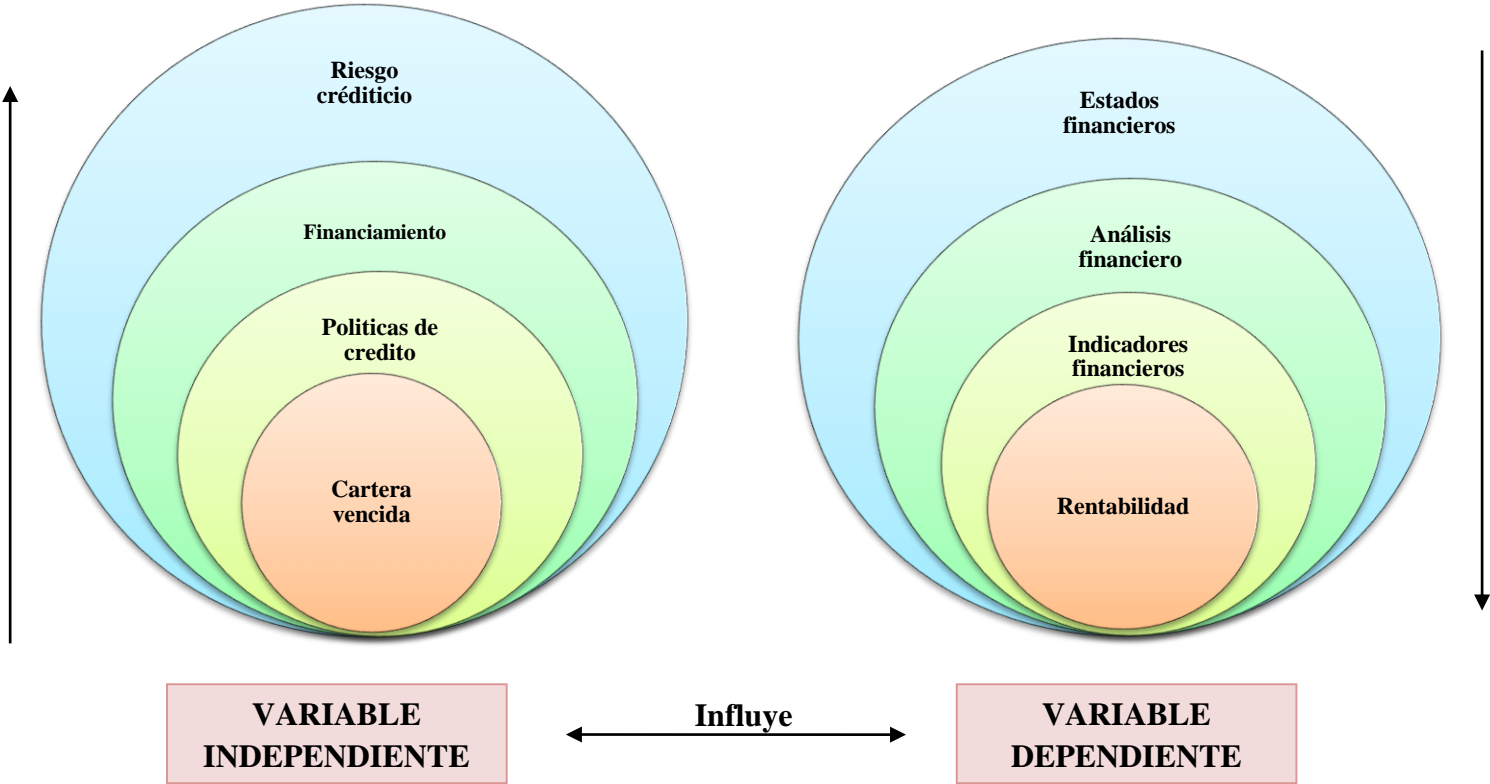 Riesgo
créditicio
Financiamiento
Politicas de
credito
Cartera
vencida
Estados
financieros
Análisis
financiero
Indicadores
financieros
Rentabilidad
VARIABLE
INDEPENDIENTE
Influye
VARIABLE
DEPENDIENTE